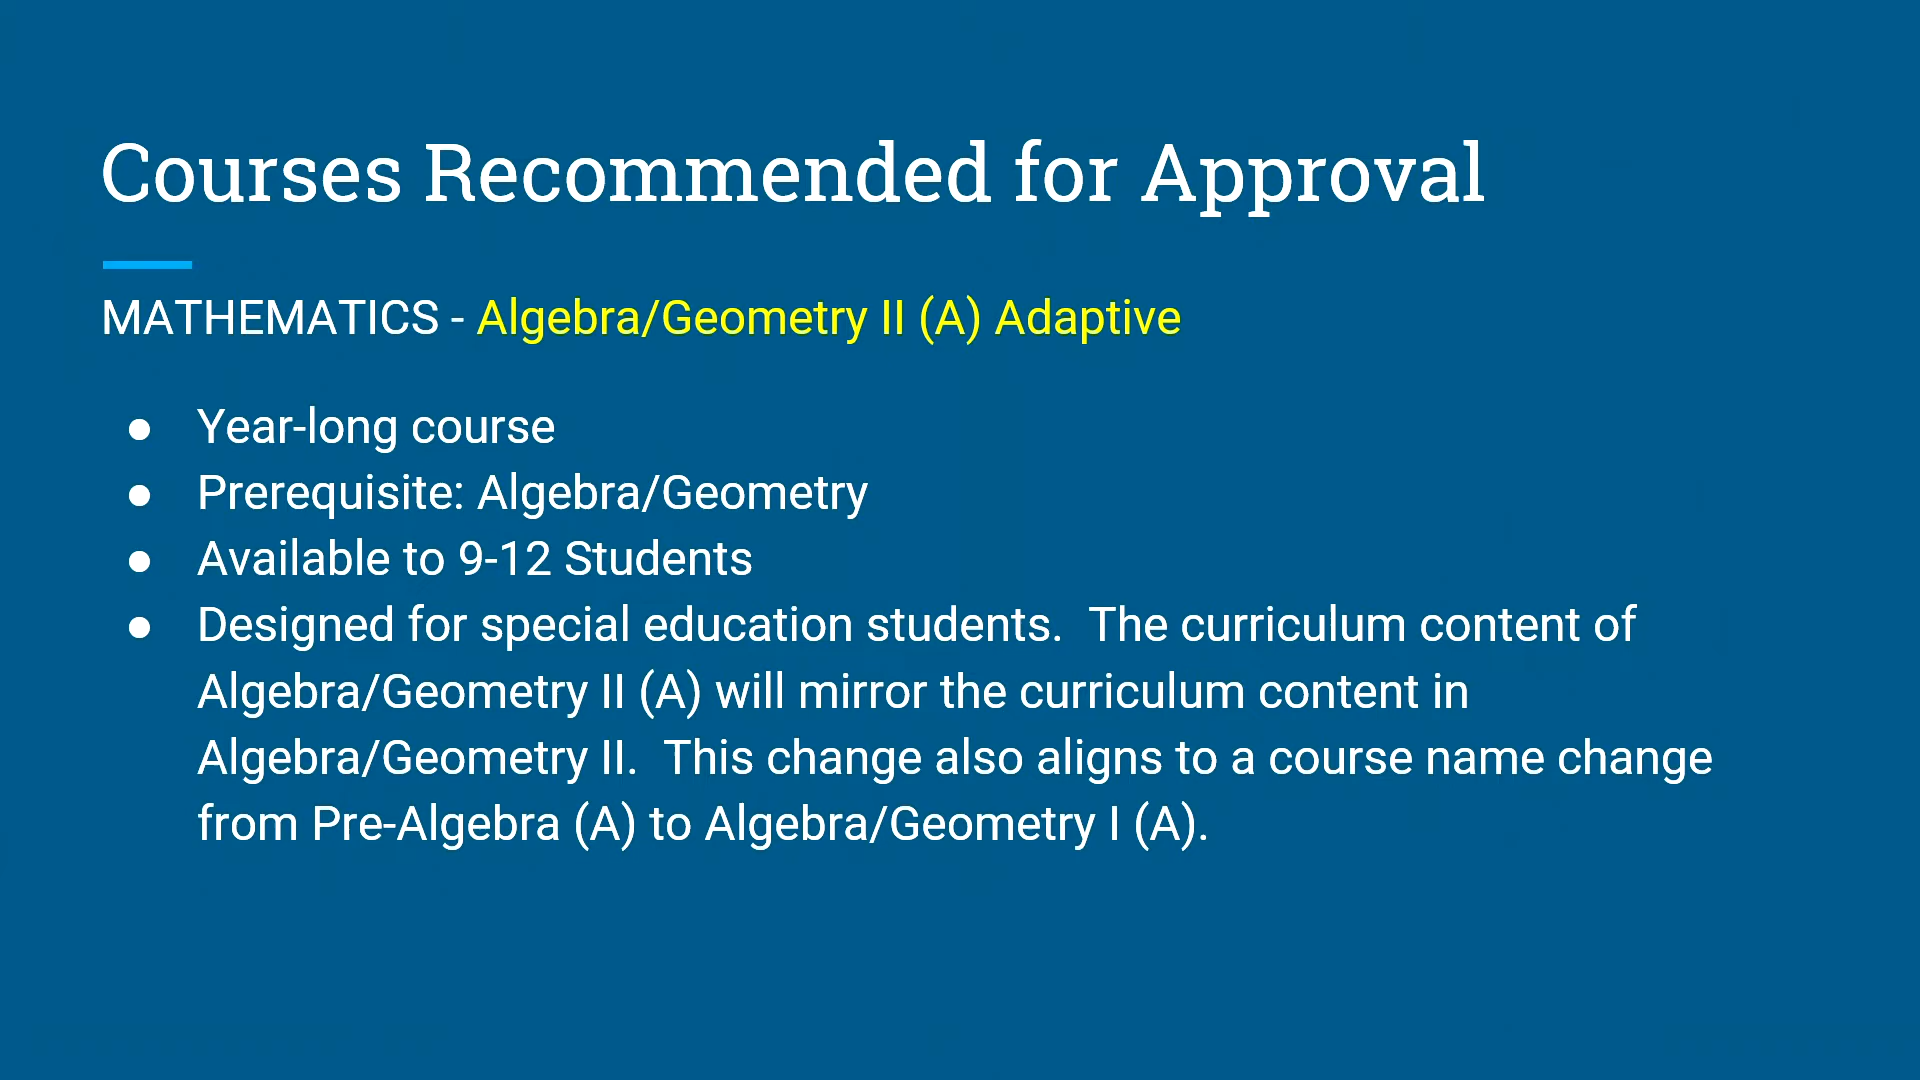 Courses Recommended for Approval
MATHEMATICS - Algebra/Geometry II (A) Adaptive
● Year-long course
● Prerequisite: Algebra/Geometry
● Available to 9-12 Students
● Designed for special education students.  The curriculum content of
Algebra/Geometry II (A) will mirror the curriculum content in
Algebra/Geometry II.  This change also aligns to a course name change
from Pre-Algebra (A) to Algebra/Geometry I (A).